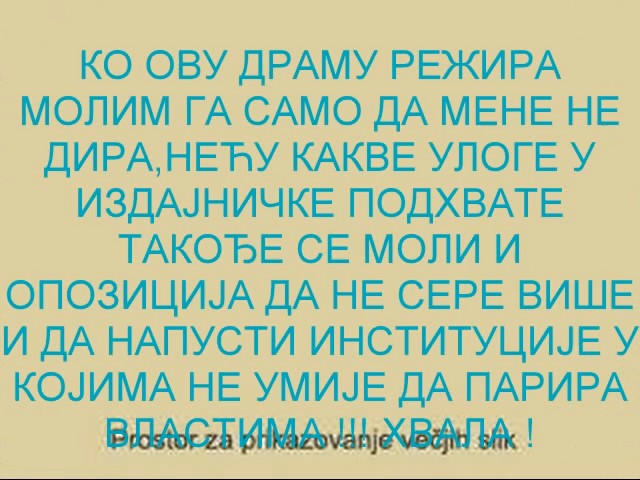 КО ОВУ ДРАМУ РЕЖИРА
МОЛИМ ГА САМО ДА МЕНЕ НЕ
ДИРА,НЕЋУ КАКВЕ УЛОГЕ У
ИЗДАЈНИЧКЕ ПОДХВАТЕ
ТАКОЂЕ СЕ МОЛИ И
ОПОЗИЦИЈА ДА НЕ СЕРЕ ВИШЕ
И ДА НАПУСТИ ИНСТИТУЦИЈЕ У
КОЈИМА НЕ УМИЈЕ ДА ПАРИРА
ВЛАСТИМА !!! ХВАЛА !
Prostor za prikazovanje večjih slik